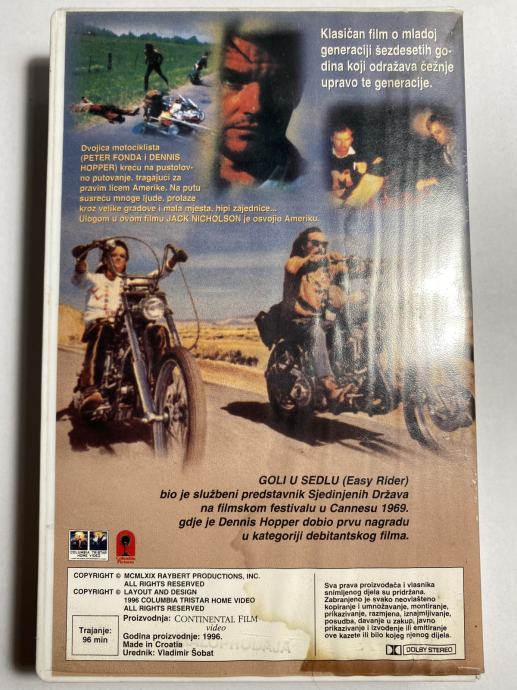 Klasičan film o mladoj
generaciji šezdesetih go-
dina koji odražava čežnje
upravo te generacije.
Dvojica motociklista
(PETER FONDA i DENNIS
HOPPER) kreću na pustolov-
no putovanje, tragajući za
pravim licem Amerike. Na putu
susreću mnoge ljude, prolaze
kroz velike gradove i mala mjesta, hipi zajednice...
Ulogom u ovom filmu JACK NICHOLSON je osvojio Ameriku.
GOLI U SEDLU (Easy Rider)
bio je službeni predstavnik Sjedinjenih Država
na filmskom festivalu u Cannesu 1969.
gdje je Dennis Hopper dobio prvu nagradu
u kategoriji debitantskog filma.
COLUMBIA TRISTAR
HOME VIDEO
Columbia
Pictures
COPYRIGHT © MCMLXIX RAYBERT PRODUCTIONS, INC.
ALL RIGHTS RESERVED
COPYRIGHT © LAYOUT AND DESIGN
1996 COLUMBIA TRISTAR HOME VIDEO
ALL RIGHTS RESERVED
Trajanje:
96 min
Proizvodnja: CONTINENTAL FILM
video
Godina proizvodnje: 1996.
Made in Croatia
Urednik: Vladimir Šobat
MALOPRODAJA
Sva prava proizvođača i vlasnika
snimljenog djela su pridržana.
Zabranjeno je svako neovlašteno
kopiranje i umnožavanje, montiranje,
prikazivanje, razmjena, iznajmljivanje,
posudba, davanje u zakup, javno
prikazivanje i izvođenje ili emitiranje
ove kazete ili bilo kojeg njenog dijela.
DOLBY STEREO